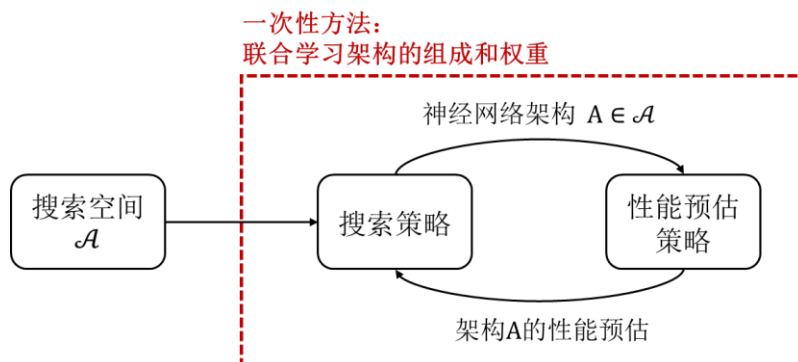 一次性方法：
联合学习架构的组成和权重
神经网络架构 A ∈ 𝒜
搜索空间
𝒜
搜索策略
性能预估
策略
架构A的性能预估